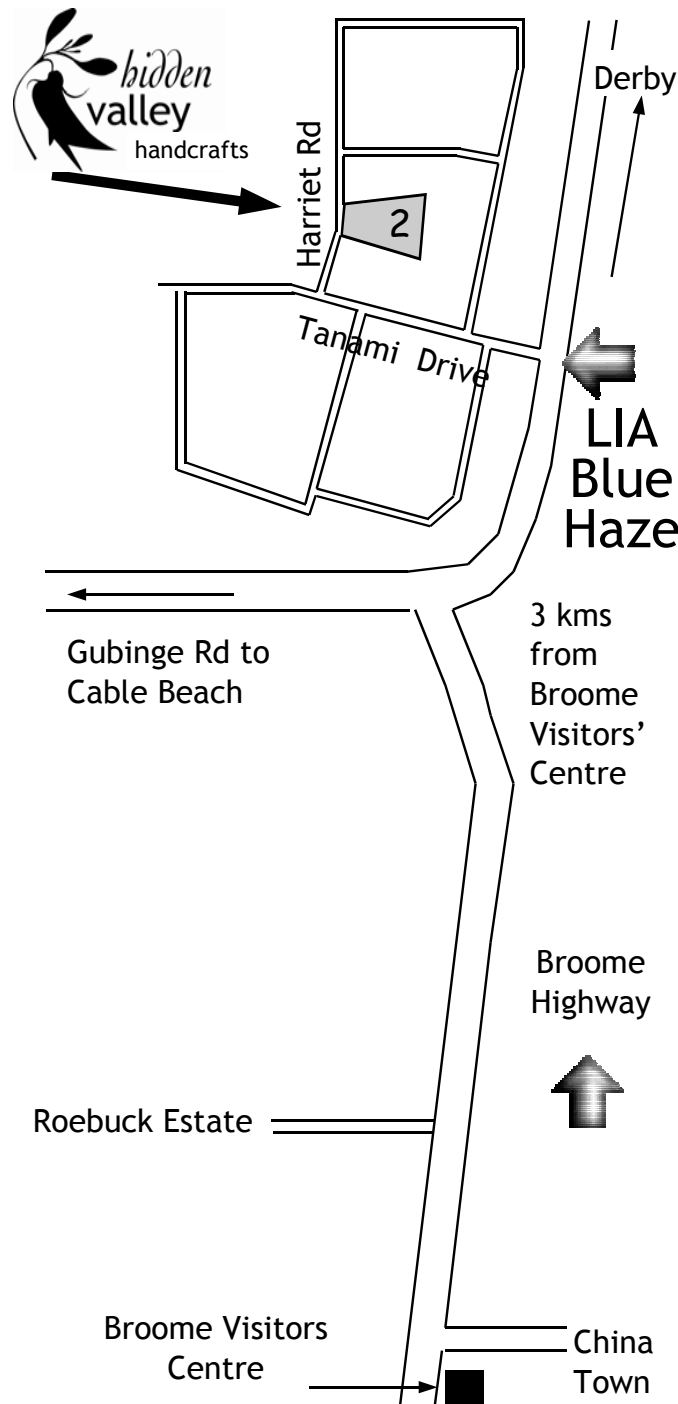 hidden
valley
handcrafts
Derby
Harriet Rd
2
Tanami Drive
LIA
Blue
Haze
Gubinge Rd to
Cable Beach
3 kms
from
Broome
Visitors’
Centre
Broome
Highway
Roebuck Estate
Broome Visitors
Centre
China
Town